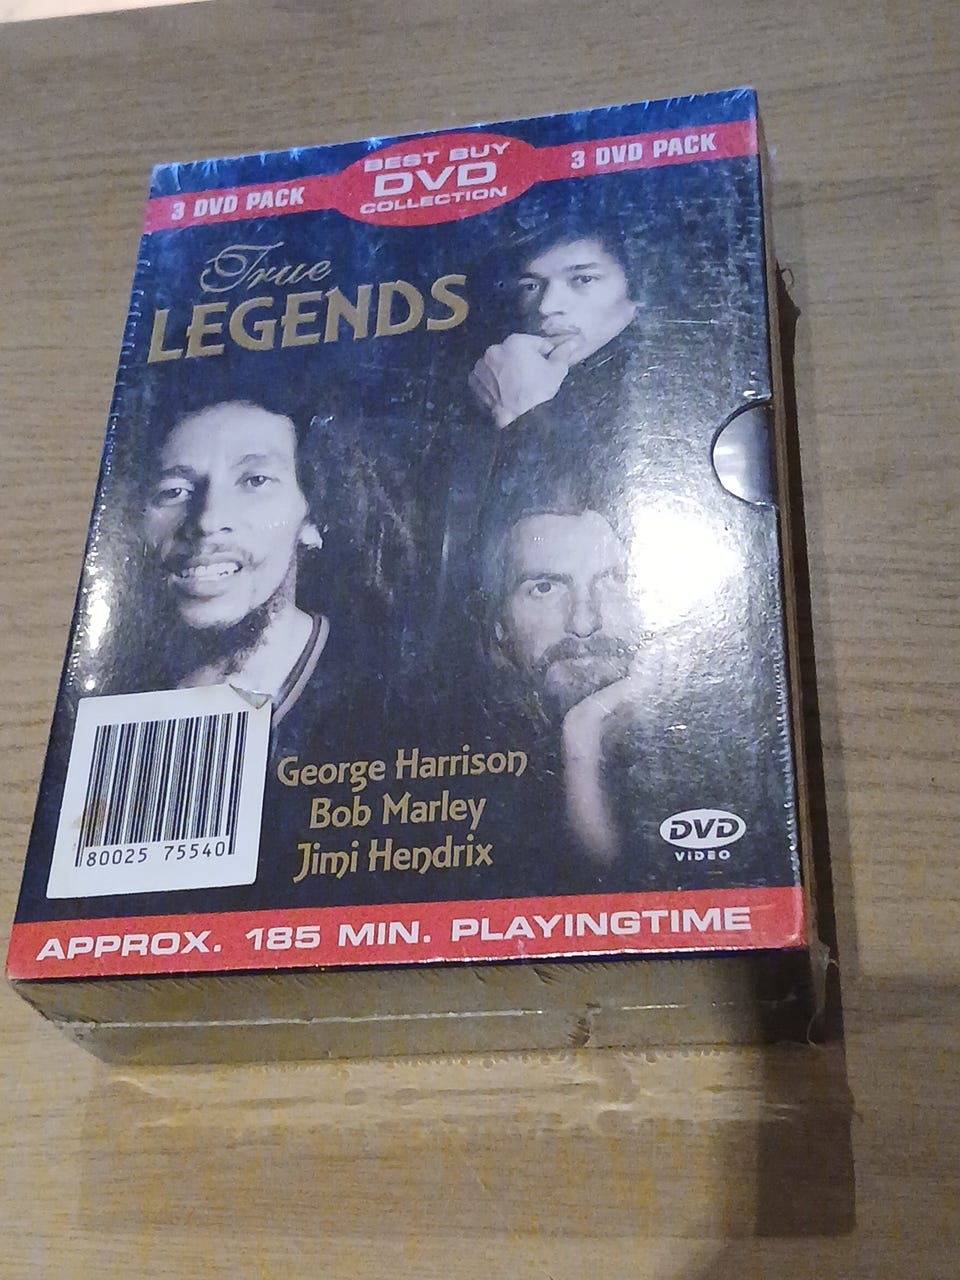 3 DVD PACK
BEST BUY
DVD
COLLECTION
3 DVD PACK
True
LEGENDS
80025 75540
George Harrison
Bob Marley
Jimi Hendrix
DVD
VIDEO
APPROX. 185 MIN. PLAYINGTIME